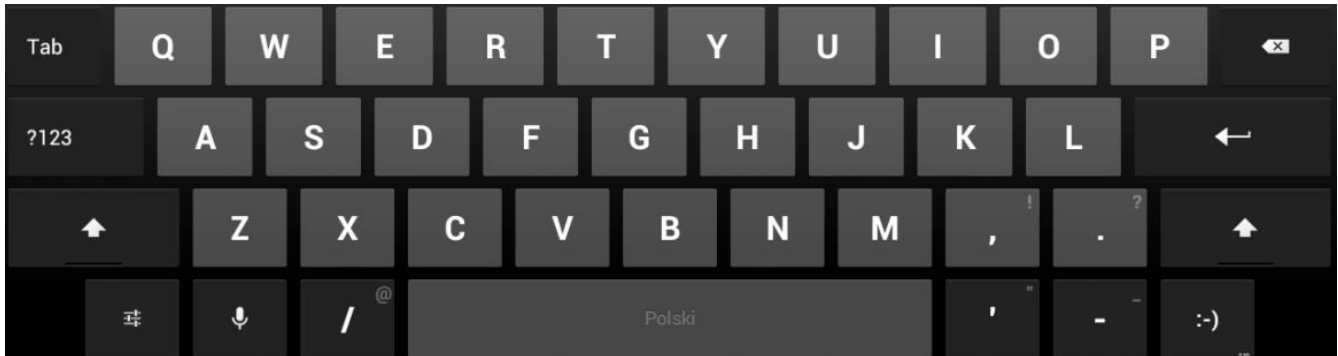 Tab Q W E R T Y U I O P
?123 A S D F G H J K L
Z X C V B N M , ! . ?
/ @ Polski ' " - _ :-)